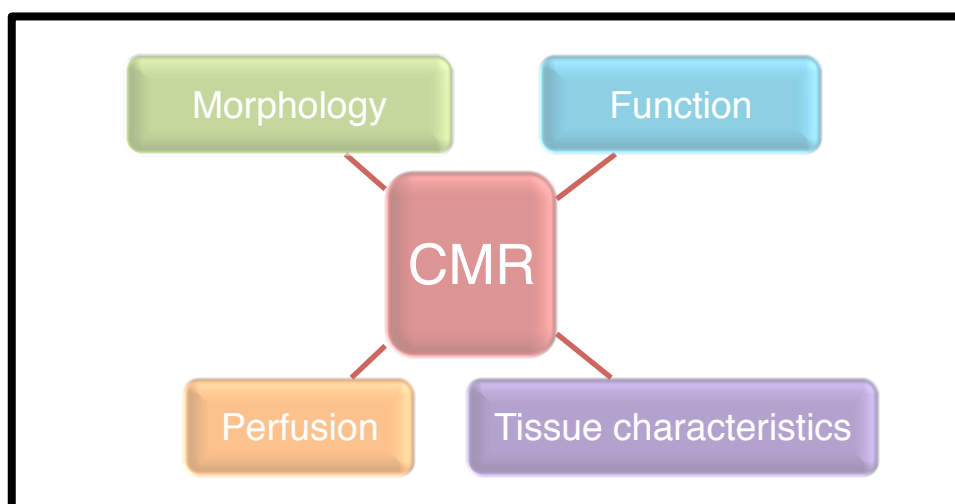 Morphology
Function
CMR
Perfusion
Tissue characteristics